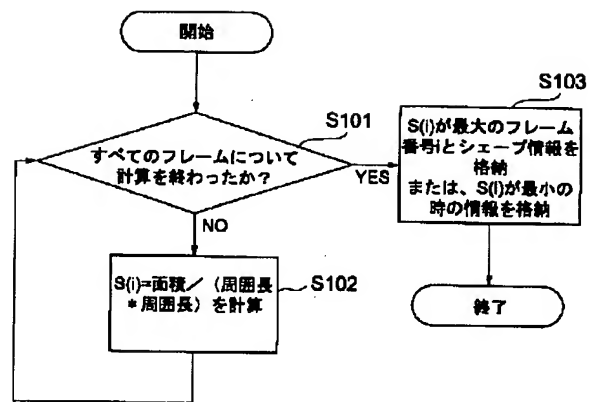 開始
S101
すべてのフレームについて
計算を終わったか？
YES
NO
S102
S(i)=面積／（周囲長
＊周囲長）を計算
S103
S(i)が最大のフレーム
番号iとシェープ情報を
格納
または、S(i)が最小の
時の情報を格納
終了